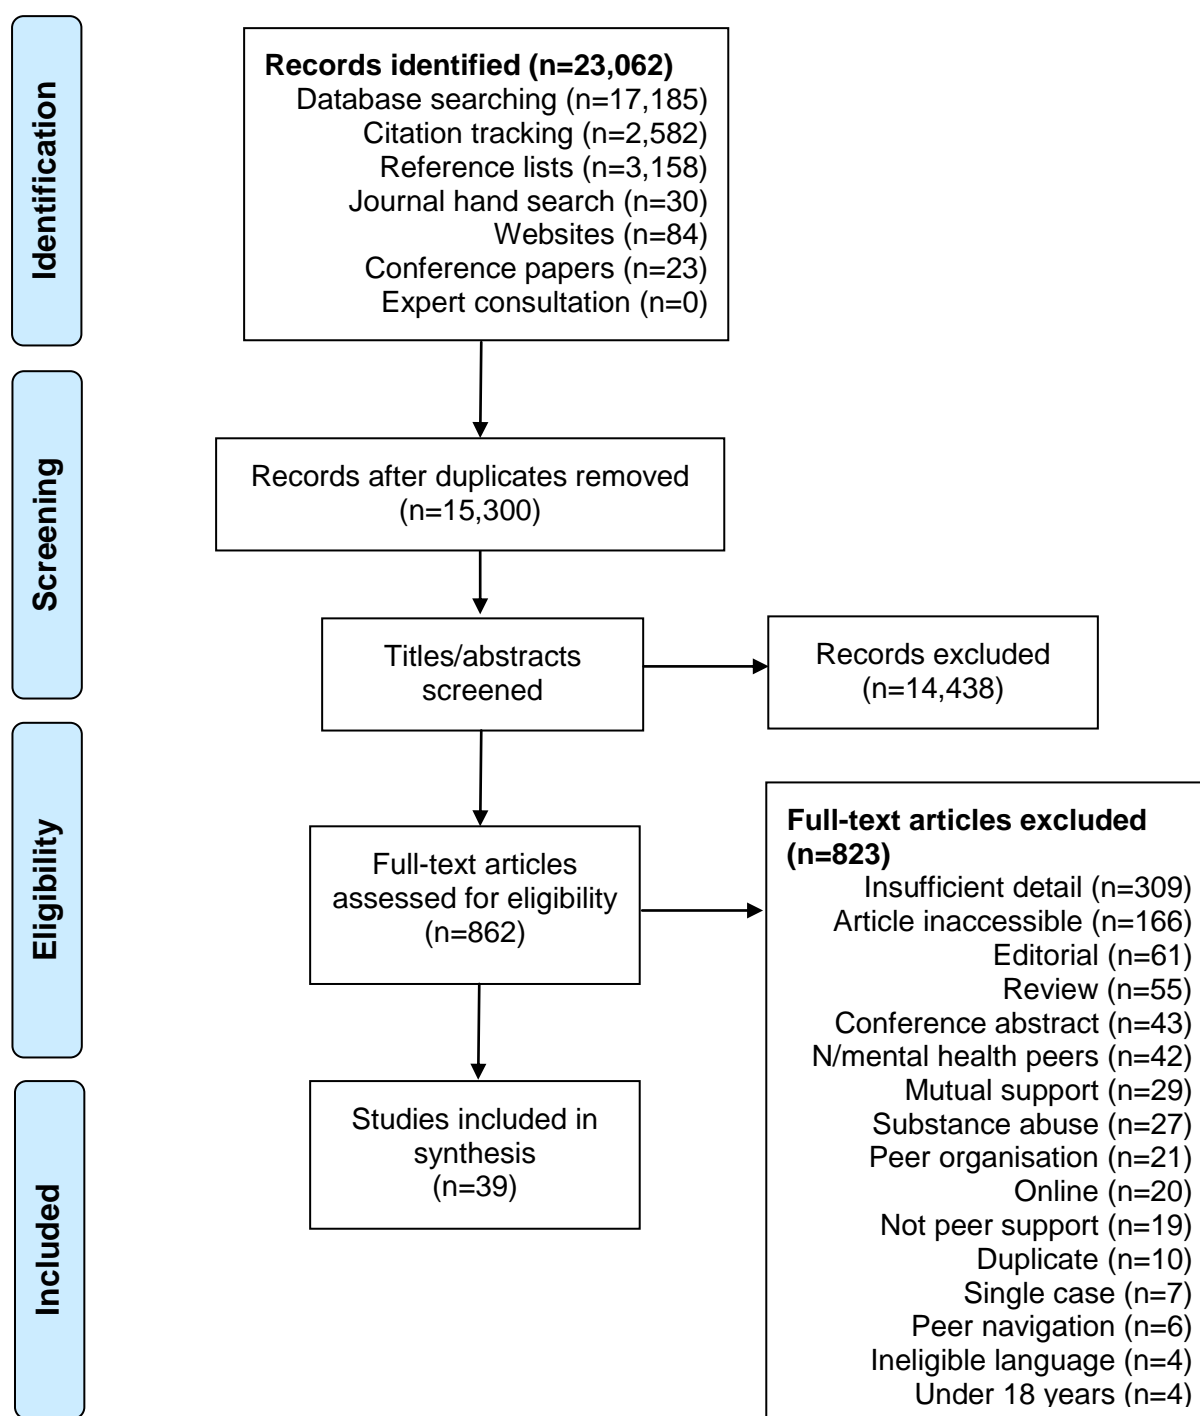 Identification
Records identified (n=23,062)
Database searching (n=17,185)
Citation tracking (n=2,582)
Reference lists (n=3,158)
Journal hand search (n=30)
Websites (n=84)
Conference papers (n=23)
Expert consultation (n=0)
Screening
Records after duplicates removed
(n=15,300)
Titles/abstracts
screened
Records excluded
(n=14,438)
Eligibility
Full-text articles
assessed for eligibility
(n=862)
Full-text articles excluded
(n=823)
Insufficient detail (n=309)
Article inaccessible (n=166)
Editorial (n=61)
Review (n=55)
Conference abstract (n=43)
N/mental health peers (n=42)
Mutual support (n=29)
Substance abuse (n=27)
Peer organisation (n=21)
Online (n=20)
Not peer support (n=19)
Duplicate (n=10)
Single case (n=7)
Peer navigation (n=6)
Ineligible language (n=4)
Under 18 years (n=4)
Included
Studies included in
synthesis
(n=39)